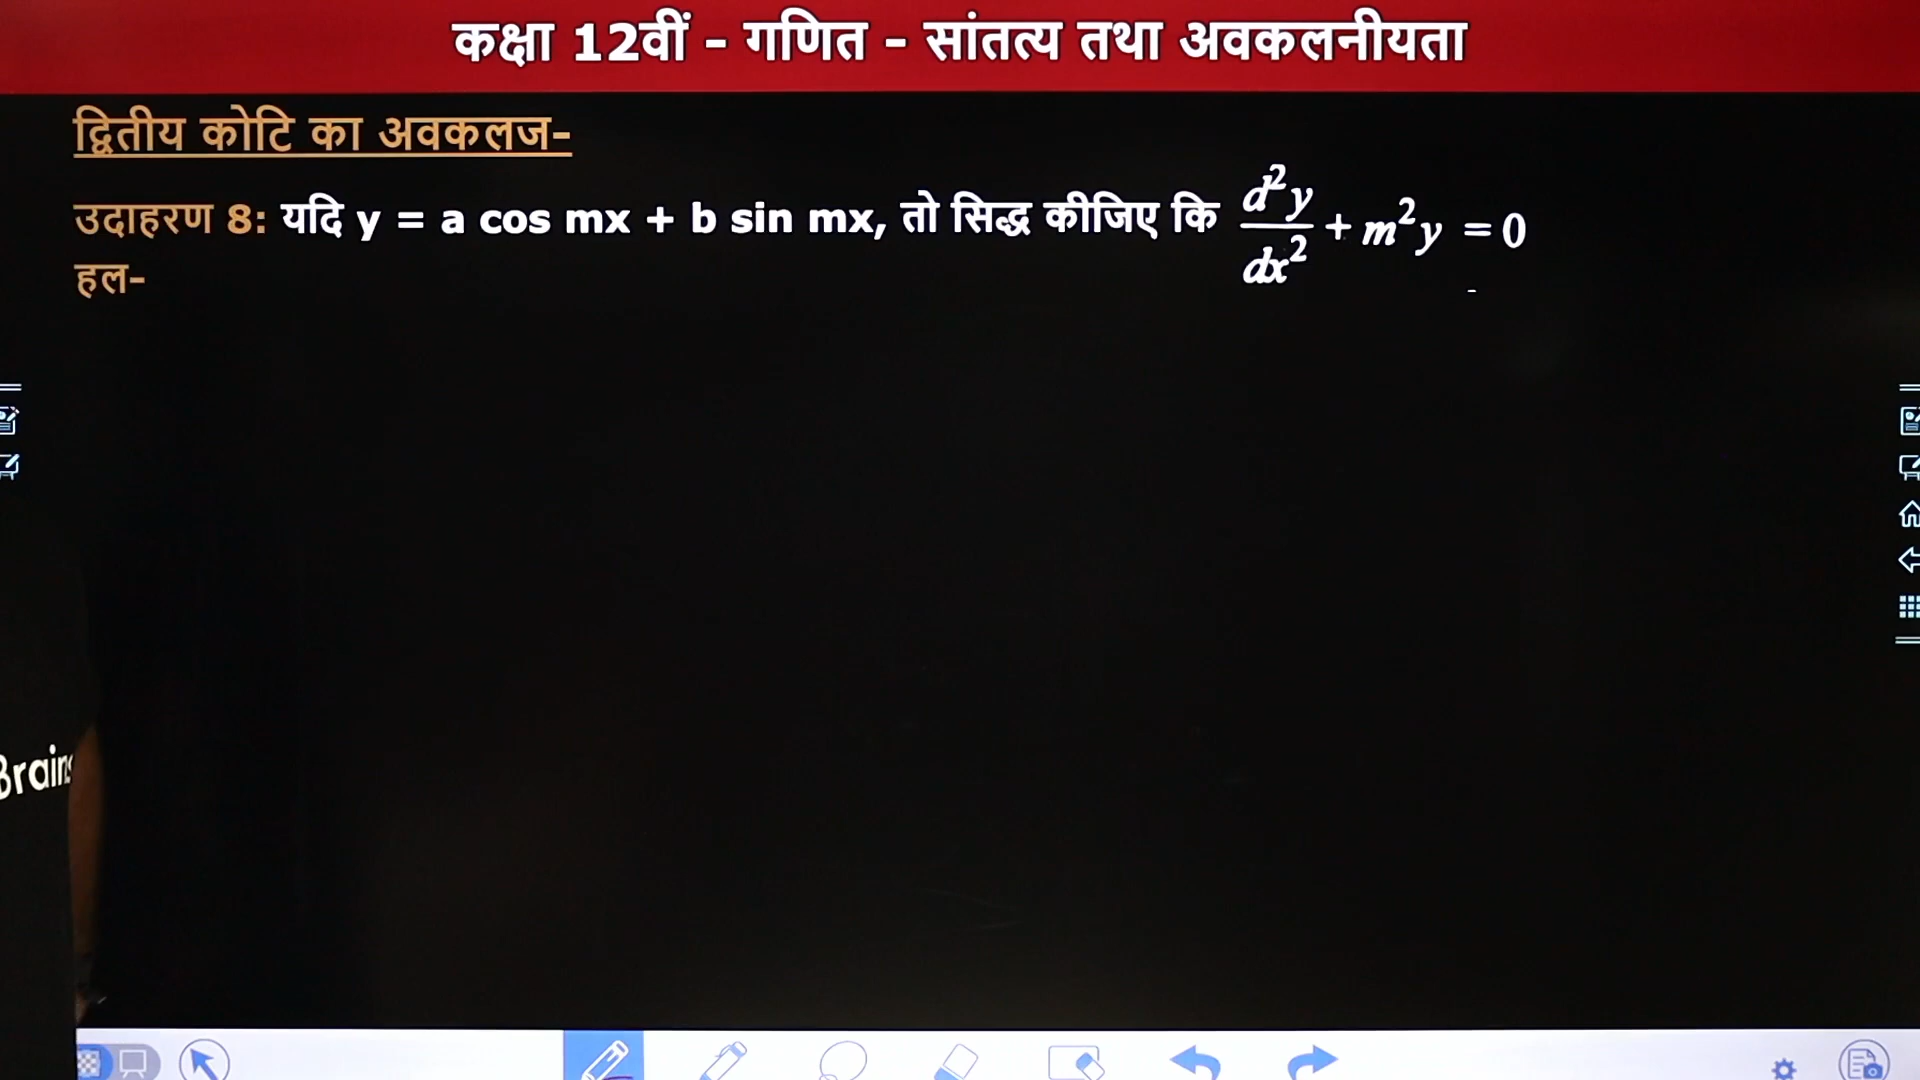 कक्षा 12वीं - गणित - सांतत्य तथा अवकलनीयता
द्वितीय कोटि का अवकलज-
उदाहरण 8: यदि y = a cos mx + b sin mx, तो सिद्ध कीजिए कि d²y/dx² + m²y = 0
हल-
Brains